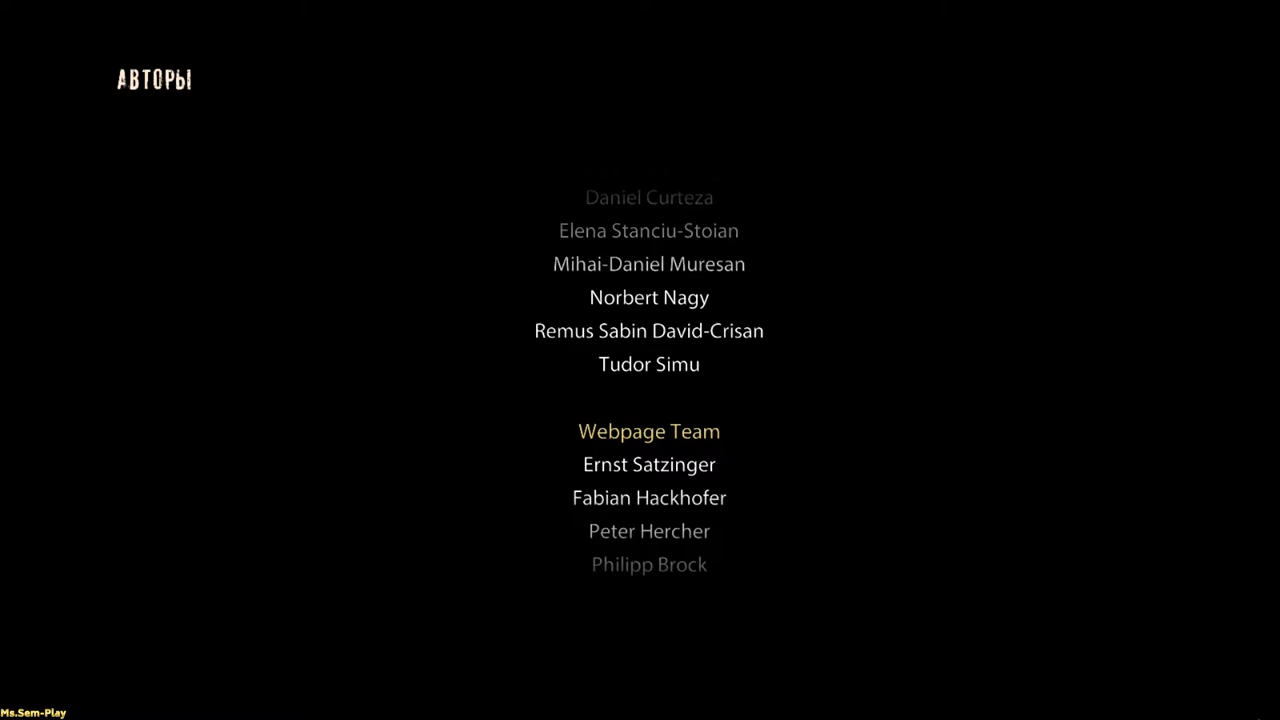 АВТОРЫ
Daniel Curteza
Elena Stanciu-Stoian
Mihai-Daniel Muresan
Norbert Nagy
Remus Sabin David-Crisan
Tudor Simu
Webpage Team
Ernst Satzinger
Fabian Hackhofer
Peter Hercher
Philipp Brock
Ms.Sem-Play